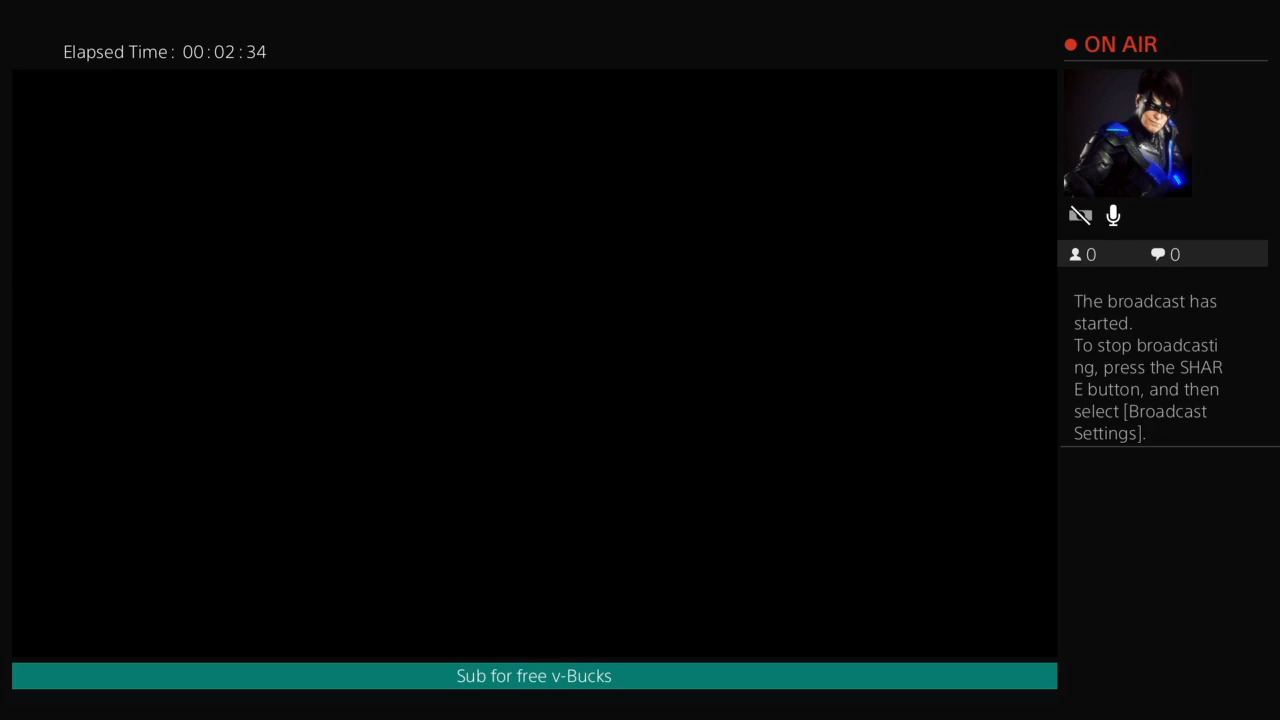 Elapsed Time: 00:02:34
ON AIR
0 0
The broadcast has
started.
To stop broadcasti
ng, press the SHAR
E button, and then
select [Broadcast
Settings].
Sub for free v-Bucks